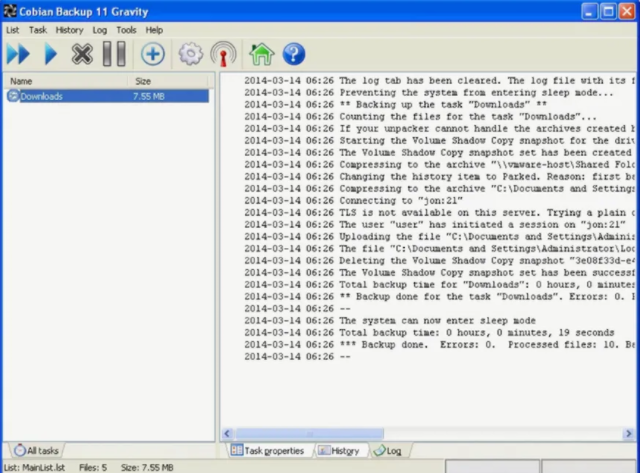 Cobian Backup 11 Gravity
List Task History Log Tools Help
Name Size
Downloads 7.55 MB
2014-03-14 06:26 The log tab has been cleared. The log file with its
2014-03-14 06:26 Preventing the system from entering sleep mode...
2014-03-14 06:26 ** Backing up the task "Downloads" **
2014-03-14 06:26 Counting the files for the task "Downloads"...
2014-03-14 06:26 If your unpacker cannot handle the archives created
2014-03-14 06:26 Starting the Volume Shadow Copy snapshot for the
2014-03-14 06:26 The Volume Shadow Copy snapshot set has been created
2014-03-14 06:26 Compressing to the archive "\\vmware-host\Shared
2014-03-14 06:26 Changing the history item to Parked. Reason: first
2014-03-14 06:26 Compressing to the archive "C:\Documents and
2014-03-14 06:26 Connecting to "jon:21"
2014-03-14 06:26 TLS is not available on this server. Trying a plain
2014-03-14 06:26 The user "user" has initiated a session on "jon:21"
2014-03-14 06:26 Uploading the file "C:\Documents and Settings\
2014-03-14 06:26 The file "C:\Documents and Settings\Administrator\
2014-03-14 06:26 Deleting the Volume Shadow Copy snapshot
2014-03-14 06:26 The Volume Shadow Copy snapshot set has been
2014-03-14 06:26 Total backup time for "Downloads": 0 hours, 0
2014-03-14 06:26 ** Backup done for the task "Downloads". Errors: 0.
2014-03-14 06:26 --
2014-03-14 06:26 The system can now enter sleep mode
2014-03-14 06:26 Total backup time: 0 hours, 0 minutes, 19 seconds
2014-03-14 06:26 *** Backup done. Errors: 0. Processed files: 10.
2014-03-14 06:26 --
All tasks
Task properties History Log
List: MainList.lst Files: 5 Size: 7.55 MB